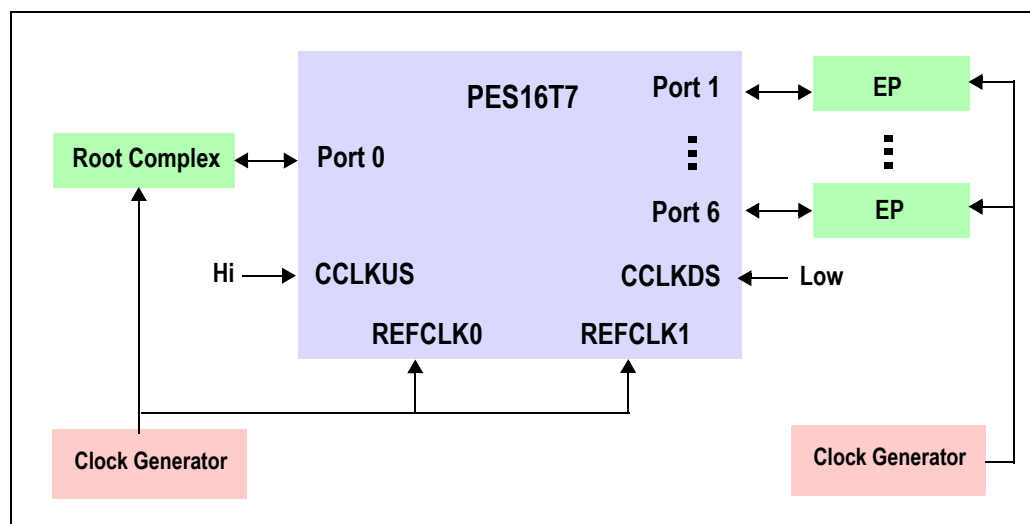 PES16T7
Port 1
EP
Root Complex
Port 0
Port 6
EP
Hi
CCLKUS
CCLKDS
Low
REFCLK0
REFCLK1
Clock Generator
Clock Generator